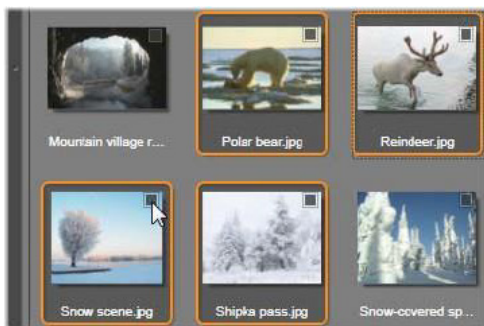 Mountain village r...
Polar bear.jpg
Reindeer.jpg
Snow scene.jpg
Shipka pass.jpg
Snow-covered sp...